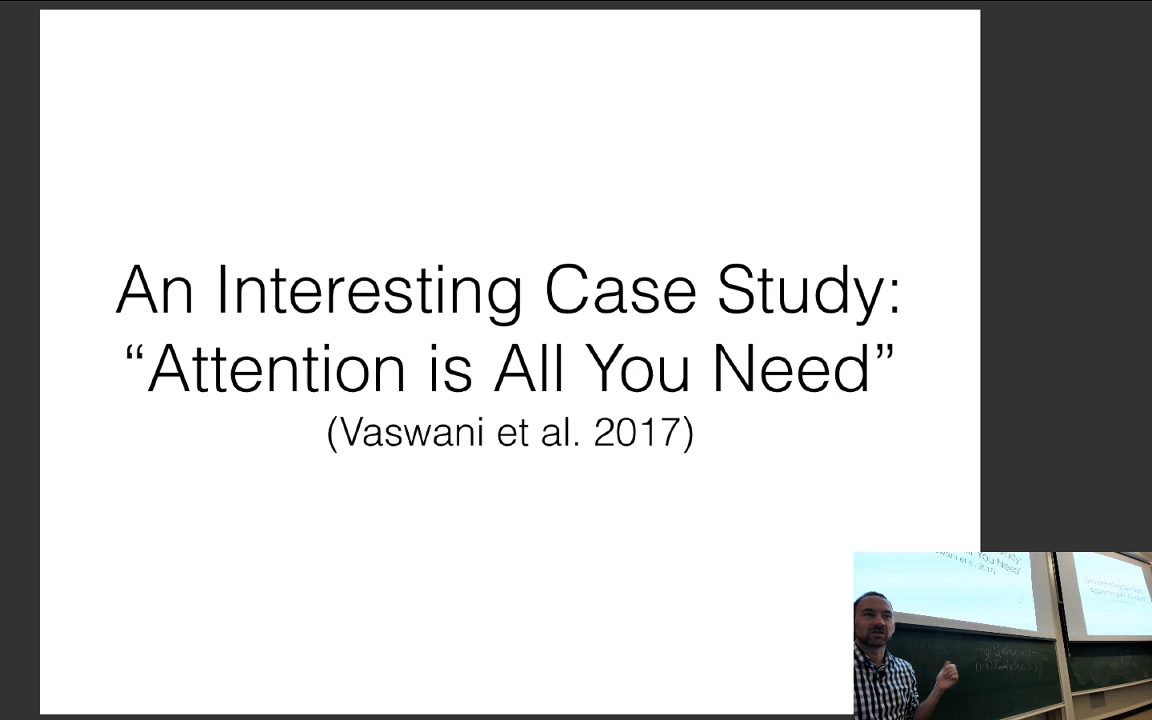 An Interesting Case Study:
“Attention is All You Need”
(Vaswani et al. 2017)